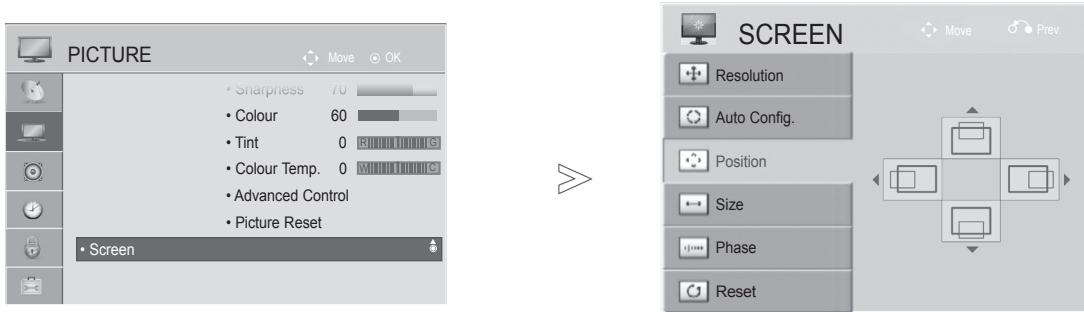 PICTURE
Move ⊙ OK
• Sharpness 70
• Colour 60
• Tint 0 R G
• Colour Temp. 0 W C
• Advanced Control
• Picture Reset
• Screen
SCREEN
Move Prev.
Resolution
Auto Config.
Position
Size
Phase
Reset